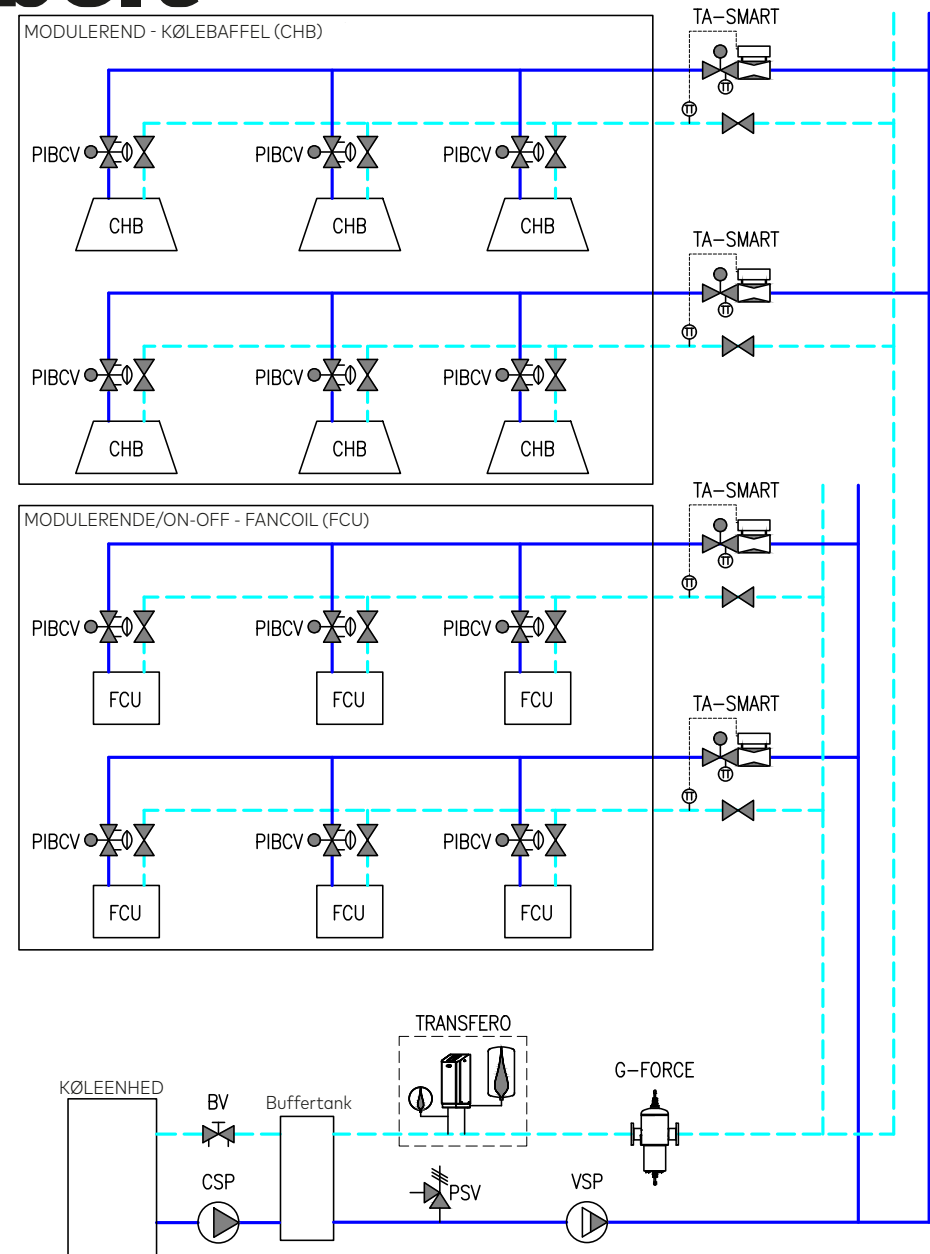 MODULEREND - KØLEBAFFEL (CHB)
TA-SMART
PIBCV
PIBCV
PIBCV
CHB
CHB
CHB
TA-SMART
PIBCV
PIBCV
PIBCV
CHB
CHB
CHB
MODULERENDE/ON-OFF - FANCOIL (FCU)
TA-SMART
PIBCV
PIBCV
PIBCV
FCU
FCU
FCU
TA-SMART
PIBCV
PIBCV
PIBCV
FCU
FCU
FCU
TRANSFERO
G-FORCE
KØLEENHED
BV
Buffertank
CSP
PSV
VSP